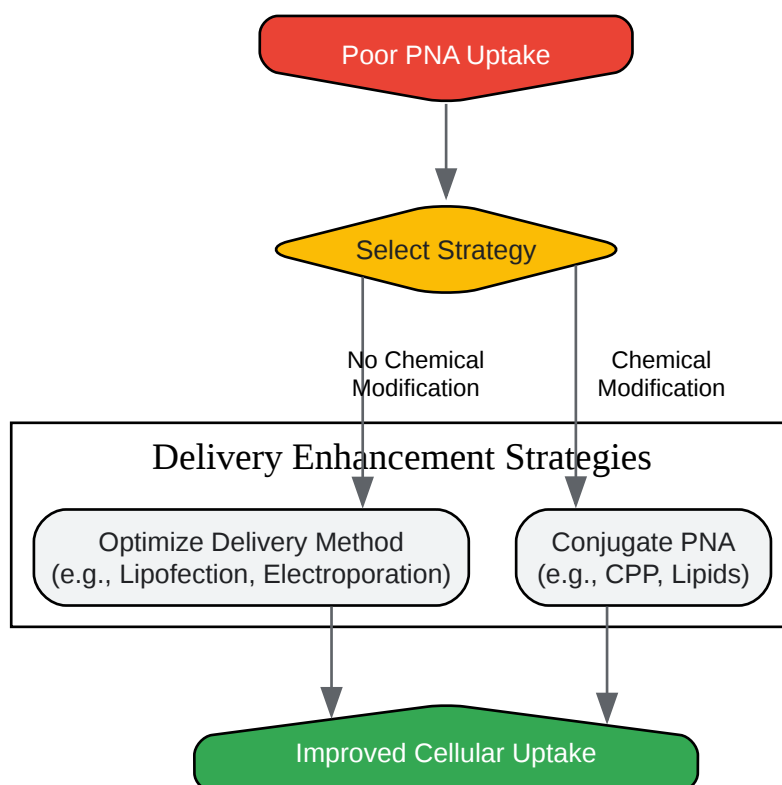 Poor PNA Uptake
Select Strategy
No Chemical
Modification
Chemical
Modification
Delivery Enhancement Strategies
Optimize Delivery Method
(e.g., Lipofection, Electroporation)
Conjugate PNA
(e.g., CPP, Lipids)
Improved Cellular Uptake